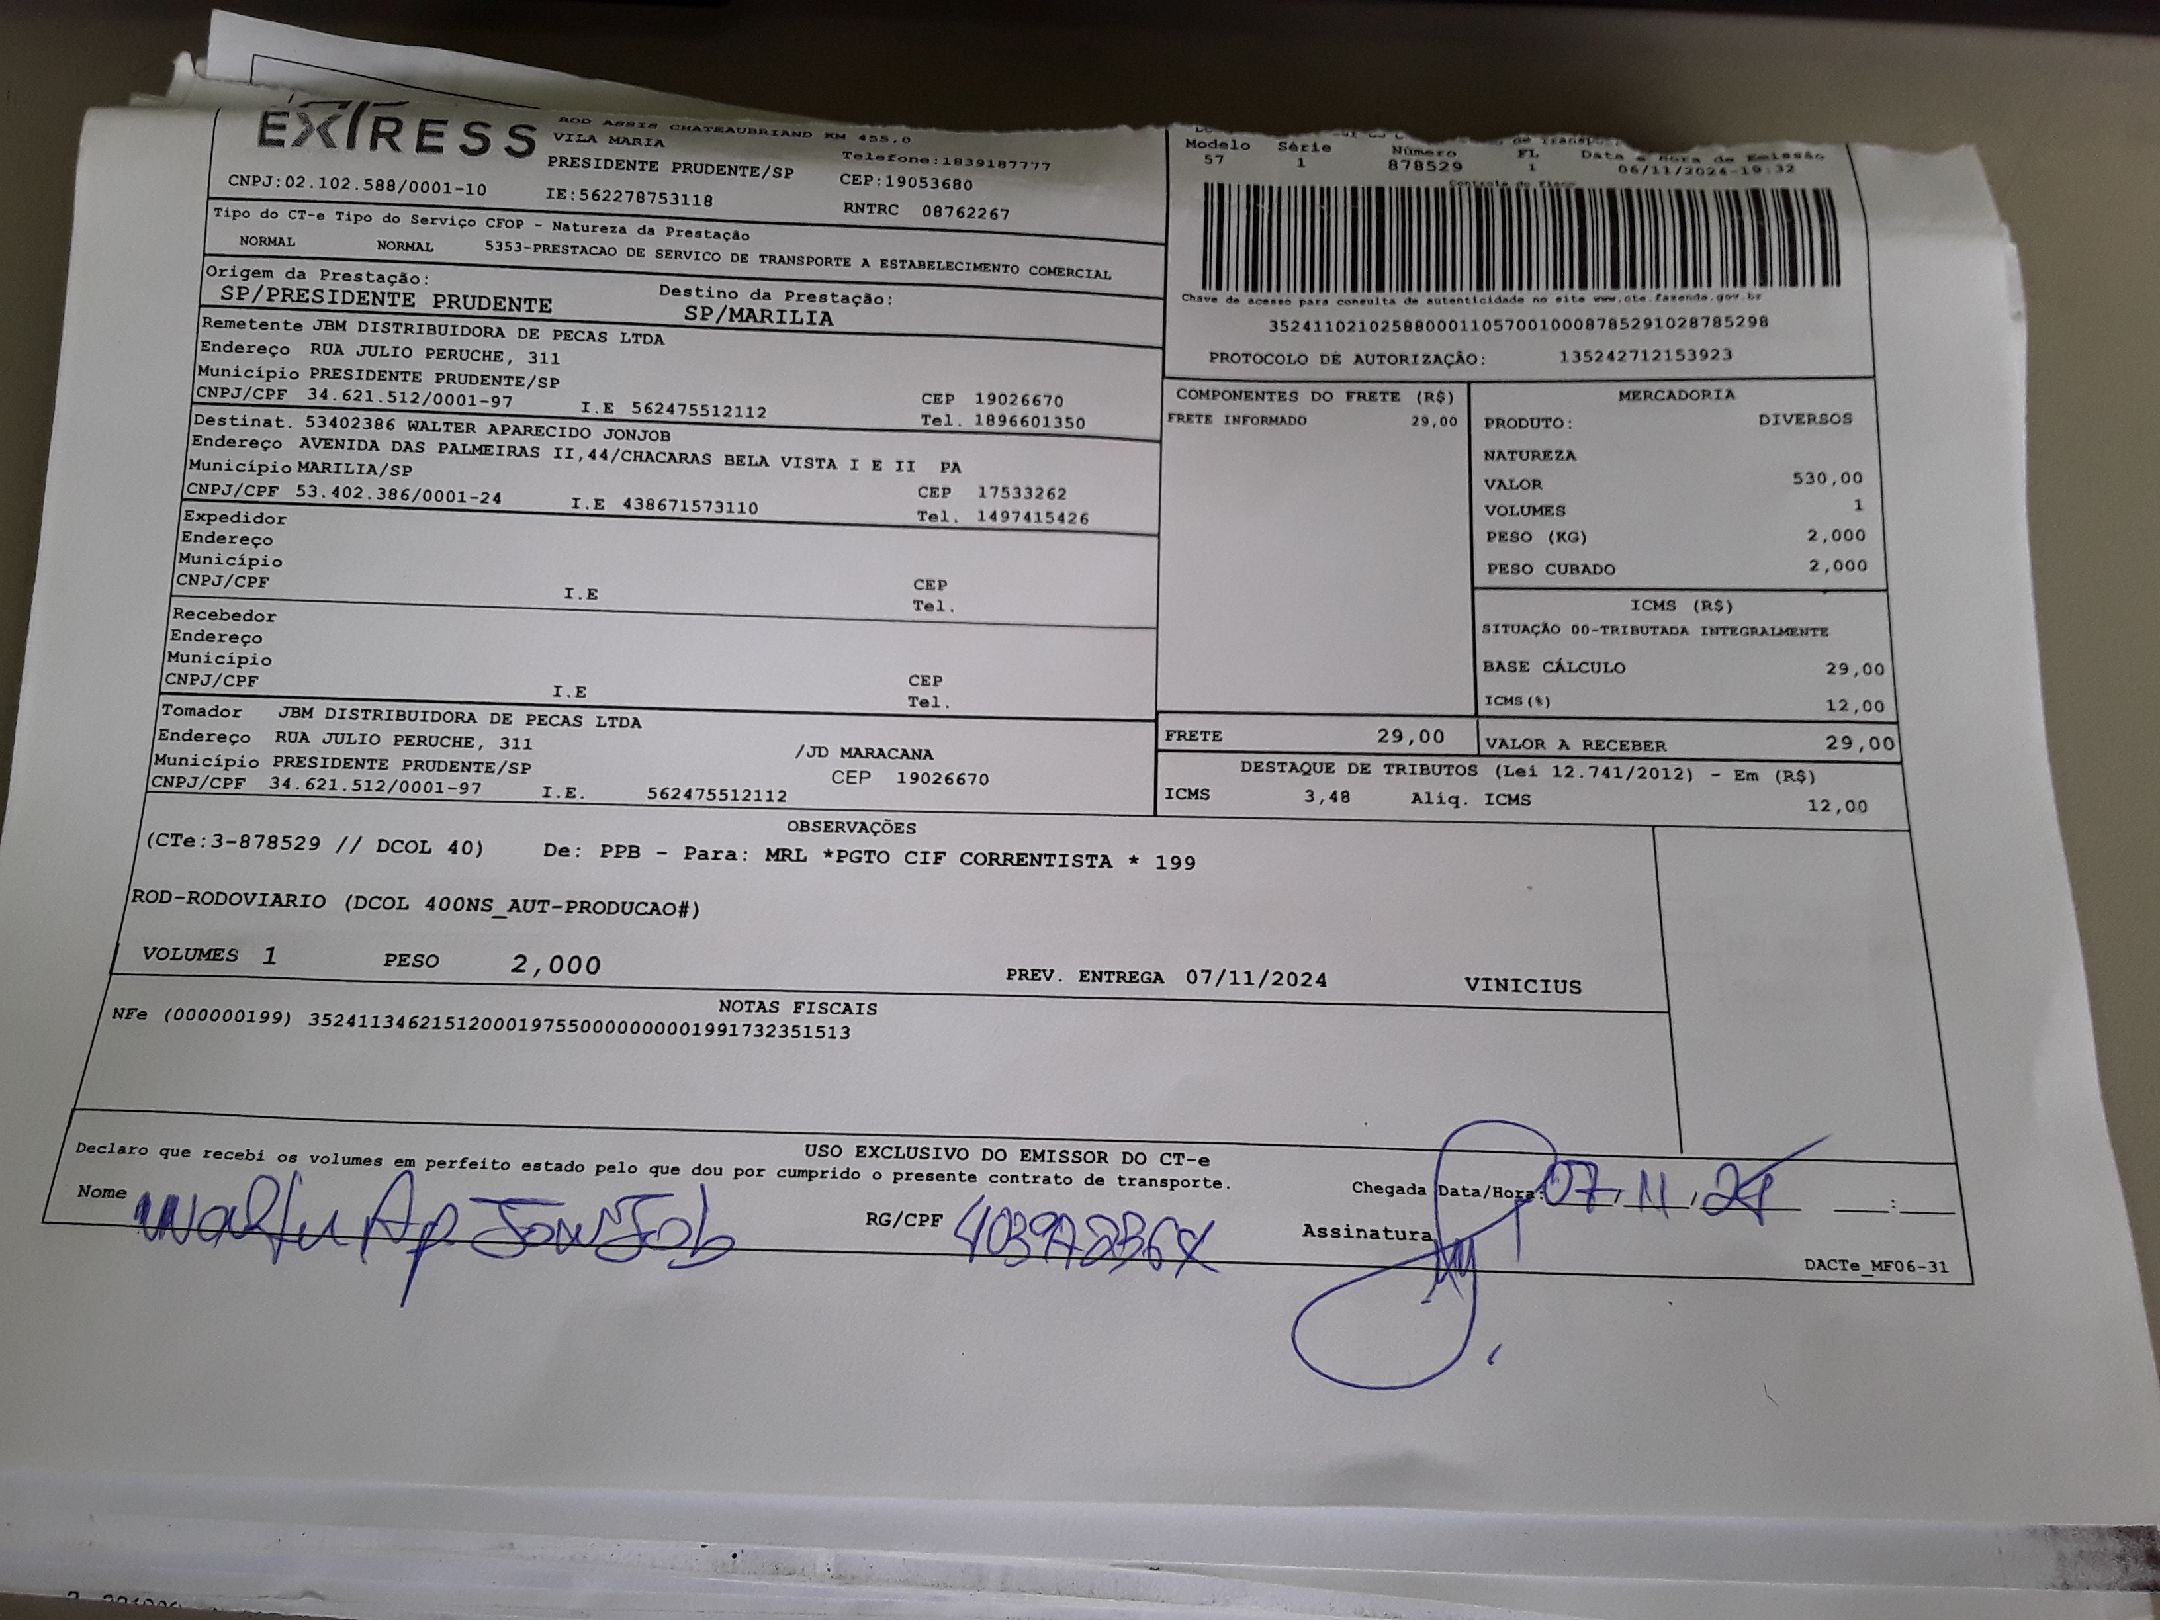 EXPRESS
ROD ASSIS CHATEAUBRIAND KM 455,0
VILA MARIA
Telefone:1839187777
PRESIDENTE PRUDENTE/SP
CEP:19053680
CNPJ:02.102.588/0001-10
IE:562278753118
RNTRC 08762267
Modelo Série Número FL Data e Hora de Emissão
57 1 878529 1 06/11/2024-19:32
Controle do Fisco
Tipo do CT-e Tipo do Serviço CFOP - Natureza da Prestação
NORMAL NORMAL 5353-PRESTACAO DE SERVICO DE TRANSPORTE A ESTABELECIMENTO COMERCIAL
Origem da Prestação: Destino da Prestação:
SP/PRESIDENTE PRUDENTE SP/MARILIA
Chave de acesso para consulta de autenticidade no site www.cte.fazenda.gov.br
35241102102588000110570010008785291028785298
PROTOCOLO DE AUTORIZAÇÃO: 135242712153923
Remetente JBM DISTRIBUIDORA DE PECAS LTDA
Endereço RUA JULIO PERUCHE, 311
Município PRESIDENTE PRUDENTE/SP CEP 19026670
CNPJ/CPF 34.621.512/0001-97 I.E 562475512112 Tel. 1896601350
Destinat. 53402386 WALTER APARECIDO JONJOB
Endereço AVENIDA DAS PALMEIRAS II,44/CHACARAS BELA VISTA I E II PA
Município MARILIA/SP CEP 17533262
CNPJ/CPF 53.402.386/0001-24 I.E 438671573110 Tel. 1497415426
Expedidor
Endereço
Município CEP
CNPJ/CPF I.E Tel.
Recebedor
Endereço
Município CEP
CNPJ/CPF I.E Tel.
Tomador JBM DISTRIBUIDORA DE PECAS LTDA
Endereço RUA JULIO PERUCHE, 311 /JD MARACANA
Município PRESIDENTE PRUDENTE/SP CEP 19026670
CNPJ/CPF 34.621.512/0001-97 I.E. 562475512112
COMPONENTES DO FRETE (R$)
FRETE INFORMADO 29,00
MERCADORIA
PRODUTO: DIVERSOS
NATUREZA
VALOR 530,00
VOLUMES 1
PESO (KG) 2,000
PESO CUBADO 2,000
ICMS (R$)
SITUAÇÃO 00-TRIBUTADA INTEGRALMENTE
BASE CÁLCULO 29,00
ICMS(%) 12,00
FRETE 29,00 VALOR A RECEBER 29,00
DESTAQUE DE TRIBUTOS (Lei 12.741/2012) - Em (R$)
ICMS 3,48 Aliq. ICMS 12,00
OBSERVAÇÕES
(CTe:3-878529 // DCOL 40) De: PPB - Para: MRL *PGTO CIF CORRENTISTA * 199
ROD-RODOVIARIO (DCOL 400NS_AUT-PRODUCAO#)
VOLUMES 1 PESO 2,000 PREV. ENTREGA 07/11/2024 VINICIUS
NOTAS FISCAIS
NFe (000000199) 35241134621512000197550000000001991732351513
USO EXCLUSIVO DO EMISSOR DO CT-e
Declaro que recebi os volumes em perfeito estado pelo que dou por cumprido o presente contrato de transporte.
Chegada Data/Hora: 07/11/24 __:__
Nome Walter Ap JonJob RG/CPF Assinatura
DACTe_MF06-31